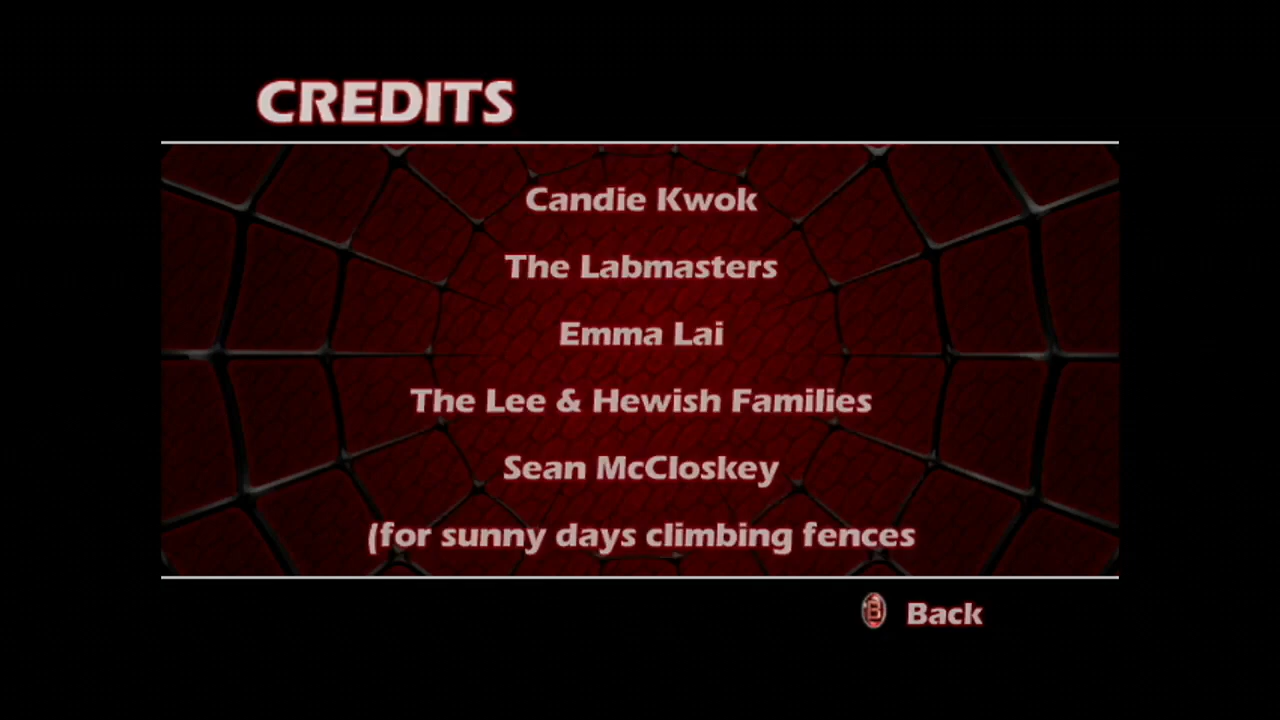 CREDITS
Candie Kwok
The Labmasters
Emma Lai
The Lee & Hewish Families
Sean McCloskey
(for sunny days climbing fences
B Back